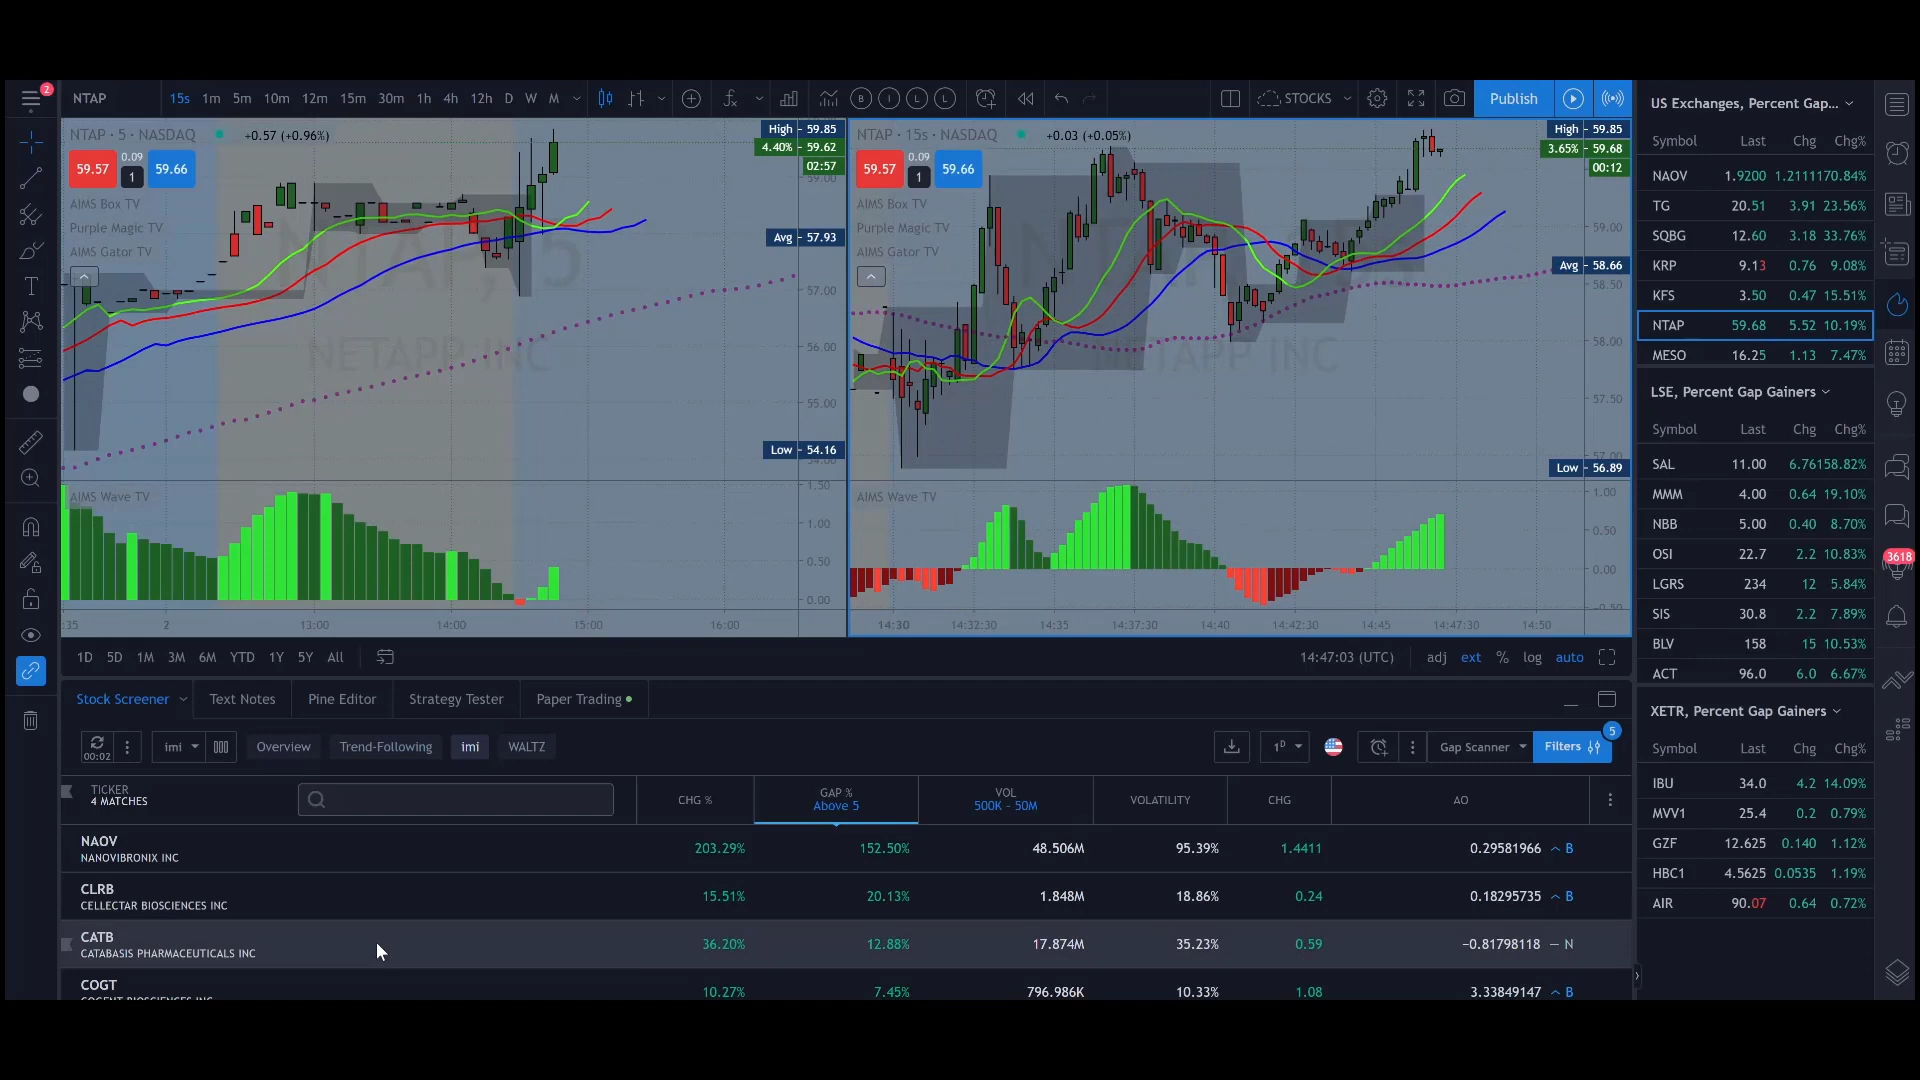 2
NTAP
15s 1m 5m 10m 12m 15m 30m 1h 4h 12h D W M
B I L L
STOCKS
Publish
NTAP · 5 · NASDAQ +0.57 (+0.96%)
59.57 0.09 1 59.66
AIMS Box TV
Purple Magic TV
AIMS Gator TV
NTAP, 5
NETAPP INC
High 59.85
4.40% 59.62
02:57
59.00
Avg 57.93
57.00
56.00
55.00
Low 54.16
54.00
AIMS Wave TV
1.50
1.00
0.50
0.00
:35 2 13:00 14:00 15:00 16:00
NTAP · 15s · NASDAQ +0.03 (+0.05%)
59.57 0.09 1 59.66
AIMS Box TV
Purple Magic TV
AIMS Gator TV
NETAPP INC
High 59.85
3.65% 59.68
00:12
59.00
Avg 58.66
58.50
58.00
57.50
57.00
Low 56.89
AIMS Wave TV
1.00
0.50
0.00
-0.50
14:30 14:32:30 14:35 14:37:30 14:40 14:42:30 14:45 14:47:30 14:50
1D 5D 1M 3M 6M YTD 1Y 5Y All
14:47:03 (UTC) adj ext % log auto
Stock Screener Text Notes Pine Editor Strategy Tester Paper Trading
00:02 imi Overview Trend-Following imi WALTZ
1D Gap Scanner Filters 5
TICKER
4 MATCHES
CHG % GAP % Above 5 VOL 500K - 50M VOLATILITY CHG AO
NAOV 203.29% 152.50% 48.506M 95.39% 1.4411 0.29581966 B
NANOVIBRONIX INC
CLRB 15.51% 20.13% 1.848M 18.86% 0.24 0.18295735 B
CELLECTAR BIOSCIENCES INC
CATB 36.20% 12.88% 17.874M 35.23% 0.59 −0.81798118 — N
CATABASIS PHARMACEUTICALS INC
COGT 10.27% 7.45% 796.986K 10.33% 1.08 3.33849147 B
COGENT BIOSCIENCES INC
US Exchanges, Percent Gap...
Symbol Last Chg Chg%
NAOV 1.9200 1.2111170.84%
TG 20.51 3.91 23.56%
SQBG 12.60 3.18 33.76%
KRP 9.13 0.76 9.08%
KFS 3.50 0.47 15.51%
NTAP 59.68 5.52 10.19%
MESO 16.25 1.13 7.47%
LSE, Percent Gap Gainers
Symbol Last Chg Chg%
SAL 11.00 6.76158.82%
MMM 4.00 0.64 19.10%
NBB 5.00 0.40 8.70%
OSI 22.7 2.2 10.83%
LGRS 234 12 5.84%
SIS 30.8 2.2 7.89%
BLV 158 15 10.53%
ACT 96.0 6.0 6.67%
XETR, Percent Gap Gainers
Symbol Last Chg Chg%
IBU 34.0 4.2 14.09%
MVV1 25.4 0.2 0.79%
GZF 12.625 0.140 1.12%
HBC1 4.5625 0.0535 1.19%
AIR 90.07 0.64 0.72%
3618